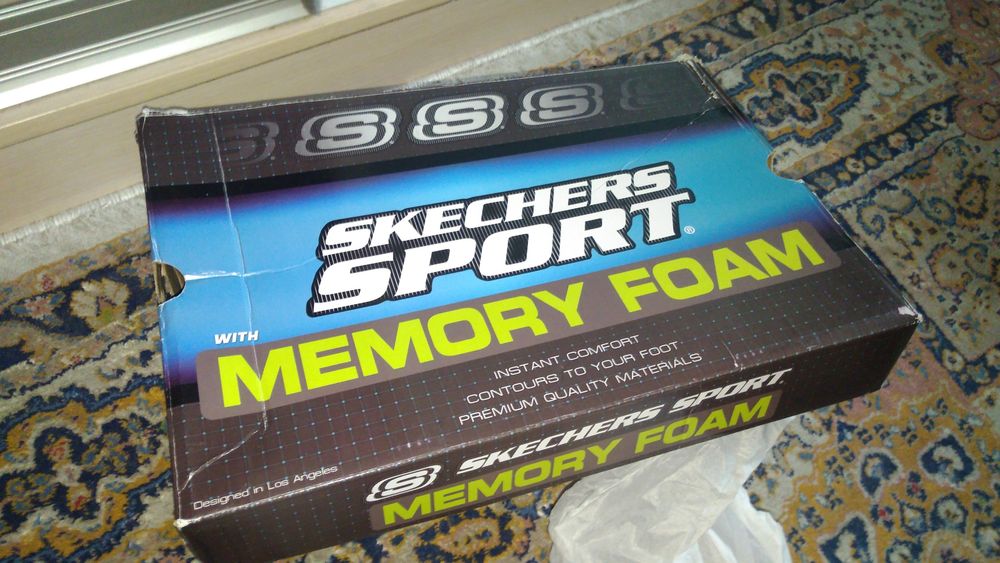 S S S S S
SKECHERS
SPORT®
WITH
MEMORY FOAM
INSTANT COMFORT
CONTOURS TO YOUR FOOT
PREMIUM QUALITY MATERIALS
Designed in Los Angeles
S SKECHERS SPORT
MEMORY FOAM